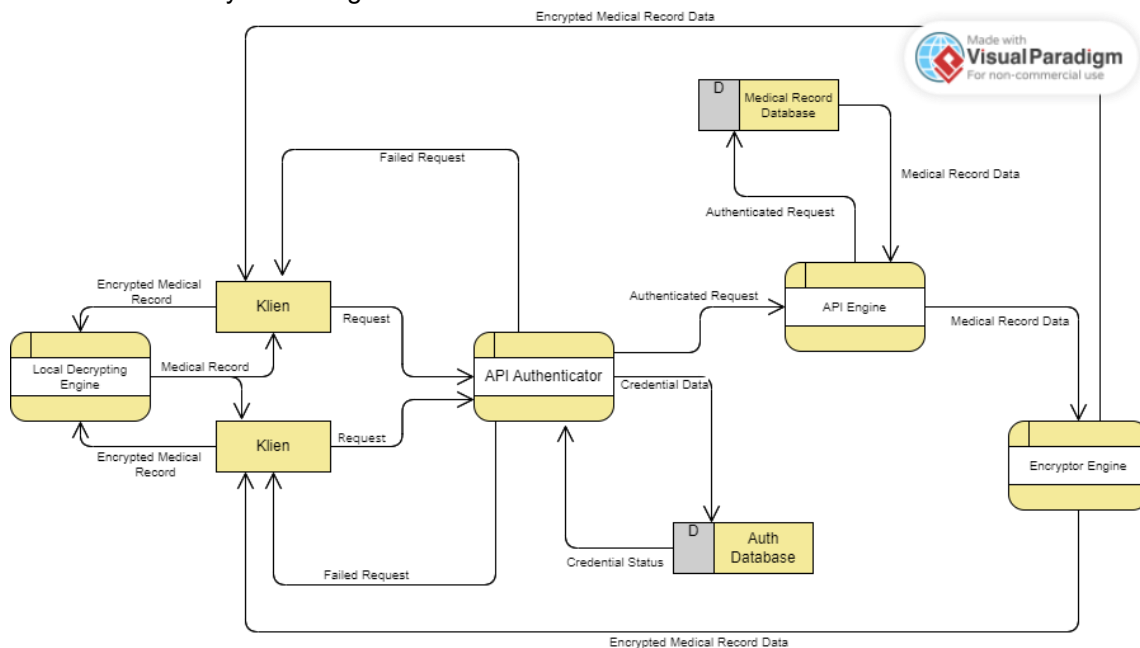 Encrypted Medical Record Data
Made with
Visual Paradigm
For non-commercial use
D
Medical Record
Database
Failed Request
Medical Record Data
Authenticated Request
Encrypted Medical
Record
Klien
Request
Authenticated Request
API Engine
Medical Record Data
Local Decrypting
Engine
Medical Record
API Authenticator
Credential Data
Klien
Request
Encrypted Medical
Record
Encryptor Engine
D
Auth
Database
Credential Status
Failed Request
Encrypted Medical Record Data